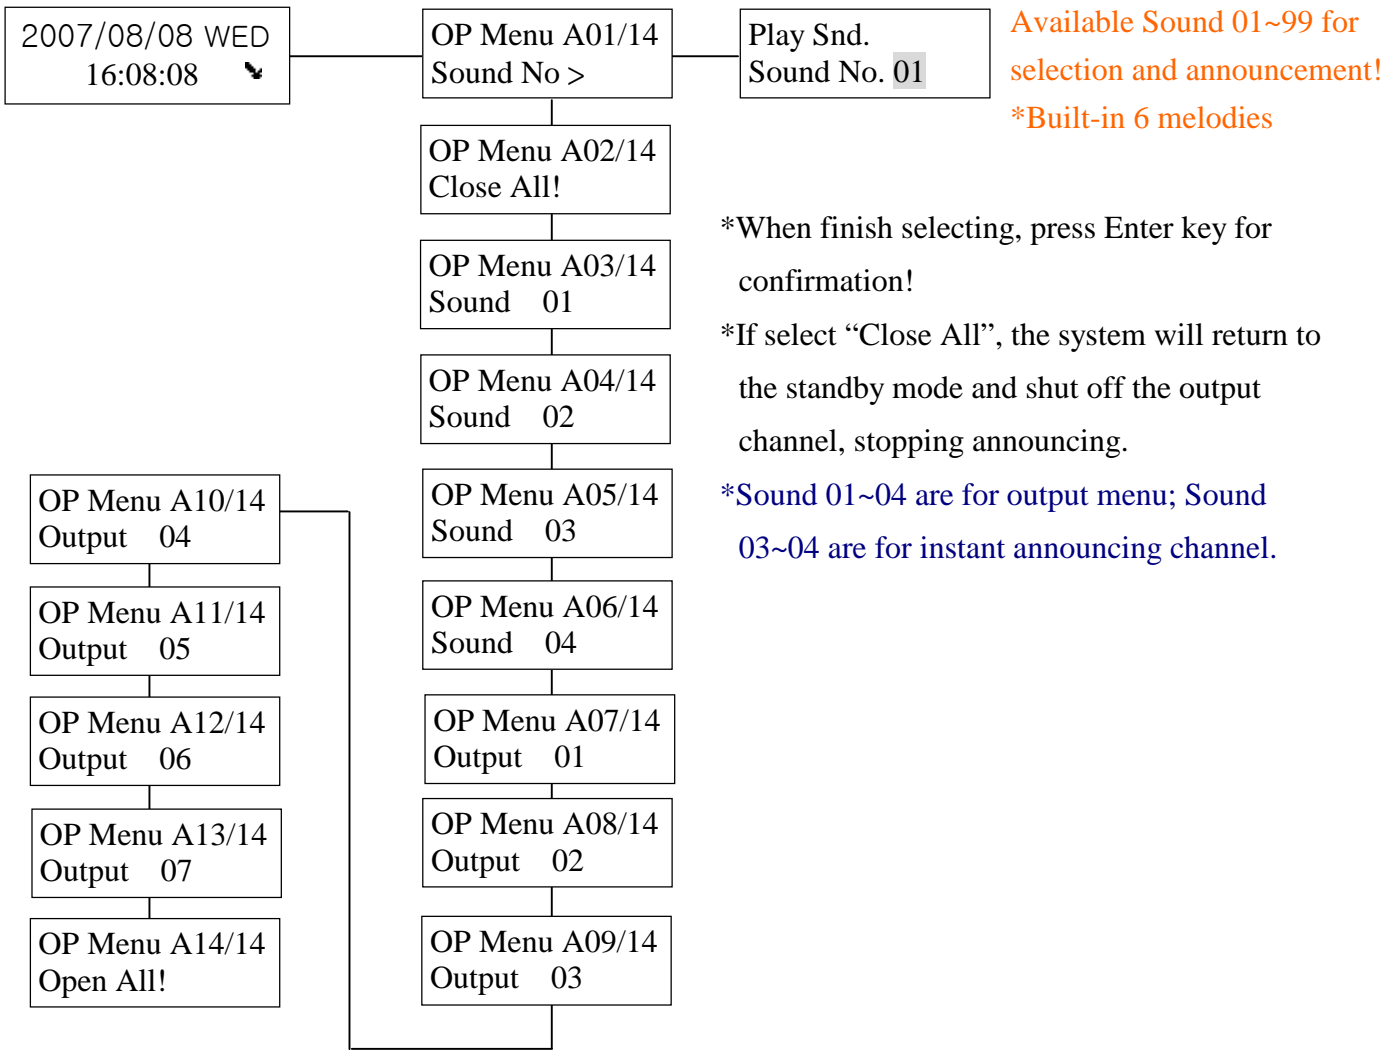 2007/08/08 WED
16:08:08
OP Menu A01/14
Sound No >
Play Snd.
Sound No. 01
Available Sound 01~99 for
selection and announcement!
*Built-in 6 melodies
OP Menu A02/14
Close All!
OP Menu A03/14
Sound 01
OP Menu A04/14
Sound 02
OP Menu A05/14
Sound 03
OP Menu A06/14
Sound 04
OP Menu A07/14
Output 01
OP Menu A08/14
Output 02
OP Menu A09/14
Output 03
OP Menu A10/14
Output 04
OP Menu A11/14
Output 05
OP Menu A12/14
Output 06
OP Menu A13/14
Output 07
OP Menu A14/14
Open All!
*When finish selecting, press Enter key for
confirmation!
*If select “Close All”, the system will return to
the standby mode and shut off the output
channel, stopping announcing.
*Sound 01~04 are for output menu; Sound
03~04 are for instant announcing channel.